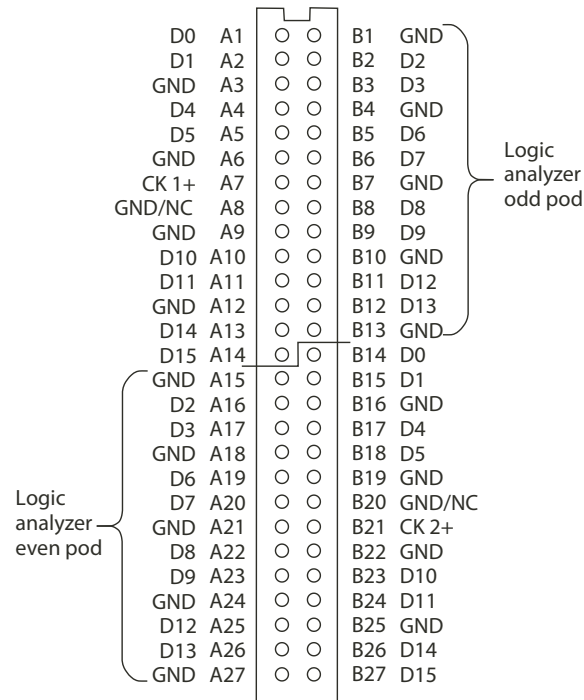 D0 A1 B1 GND
D1 A2 B2 D2
GND A3 B3 D3
D4 A4 B4 GND
D5 A5 B5 D6
GND A6 B6 D7
CK 1+ A7 B7 GND
GND/NC A8 B8 D8
GND A9 B9 D9
D10 A10 B10 GND
D11 A11 B11 D12
GND A12 B12 D13
D14 A13 B13 GND
D15 A14 B14 D0
GND A15 B15 D1
D2 A16 B16 GND
D3 A17 B17 D4
GND A18 B18 D5
D6 A19 B19 GND
D7 A20 B20 GND/NC
GND A21 B21 CK 2+
D8 A22 B22 GND
D9 A23 B23 D10
GND A24 B24 D11
D12 A25 B25 GND
D13 A26 B26 D14
GND A27 B27 D15
Logic
analyzer
odd pod
Logic
analyzer
even pod